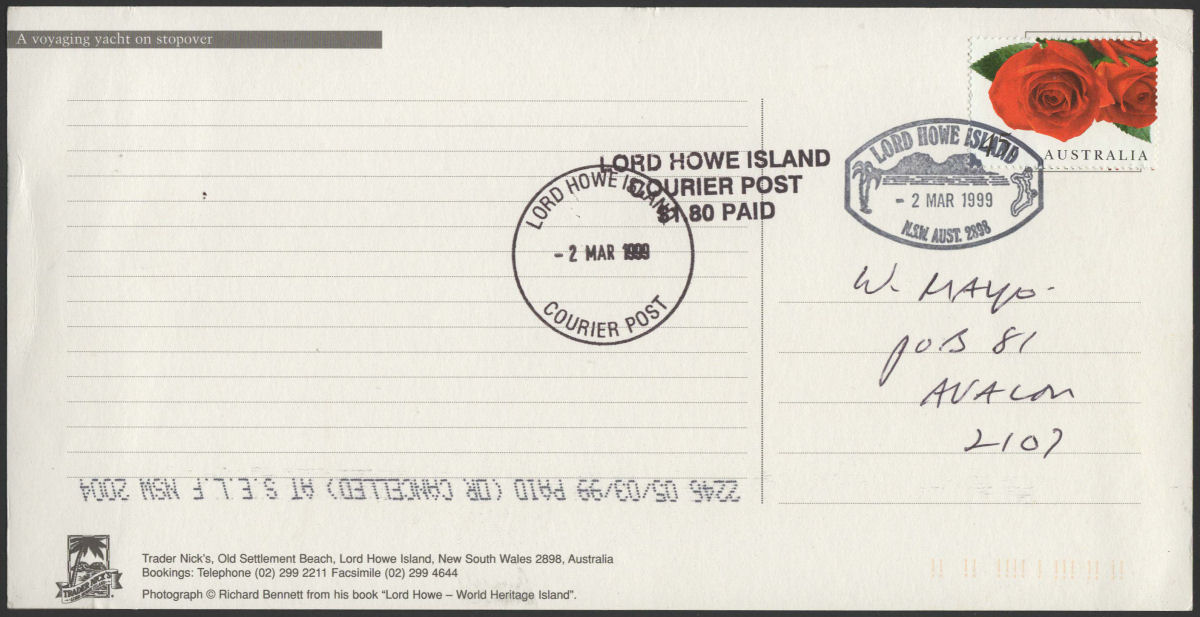 A voyaging yacht on stopover
45c
AUSTRALIA
LORD HOWE ISLAND
- 2 MAR 1999
N.S.W. AUST. 2898
LORD HOWE ISLAND
COURIER POST
$1.80 PAID
LORD HOWE ISLAND
- 2 MAR 1999
COURIER POST
W. MAYO
POB 81
AVALON
2107
2246 05/03/99 PAID (OR CANCELLED) AT S.E.L.F NSW 2004
TRADER NICK'S
Trader Nick's, Old Settlement Beach, Lord Howe Island, New South Wales 2898, Australia
Bookings: Telephone (02) 299 2211 Facsimile (02) 299 4644
Photograph © Richard Bennett from his book “Lord Howe – World Heritage Island”.